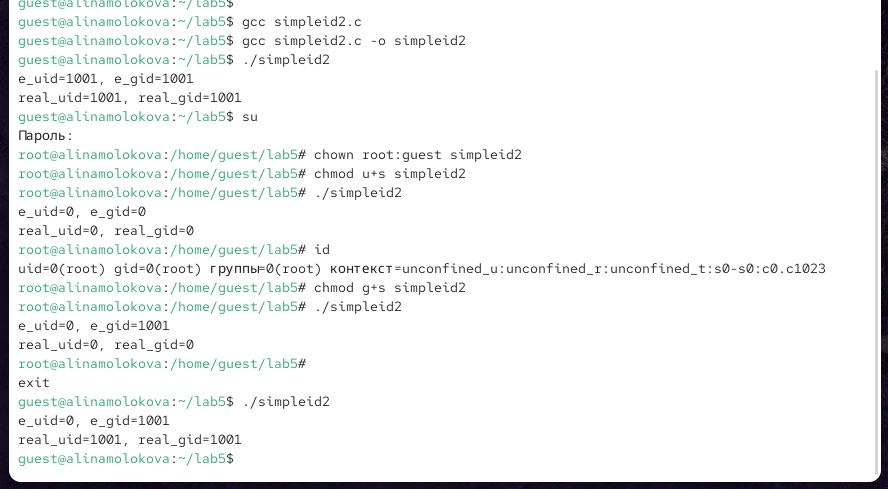 guest@alinamolokova:~/lab5$
guest@alinamolokova:~/lab5$ gcc simpleid2.c
guest@alinamolokova:~/lab5$ gcc simpleid2.c -o simpleid2
guest@alinamolokova:~/lab5$ ./simpleid2
e_uid=1001, e_gid=1001
real_uid=1001, real_gid=1001
guest@alinamolokova:~/lab5$ su
Пароль:
root@alinamolokova:/home/guest/lab5# chown root:guest simpleid2
root@alinamolokova:/home/guest/lab5# chmod u+s simpleid2
root@alinamolokova:/home/guest/lab5# ./simpleid2
e_uid=0, e_gid=0
real_uid=0, real_gid=0
root@alinamolokova:/home/guest/lab5# id
uid=0(root) gid=0(root) группы=0(root) контекст=unconfined_u:unconfined_r:unconfined_t:s0-s0:c0.c1023
root@alinamolokova:/home/guest/lab5# chmod g+s simpleid2
root@alinamolokova:/home/guest/lab5# ./simpleid2
e_uid=0, e_gid=1001
real_uid=0, real_gid=0
root@alinamolokova:/home/guest/lab5#
exit
guest@alinamolokova:~/lab5$ ./simpleid2
e_uid=0, e_gid=1001
real_uid=1001, real_gid=1001
guest@alinamolokova:~/lab5$